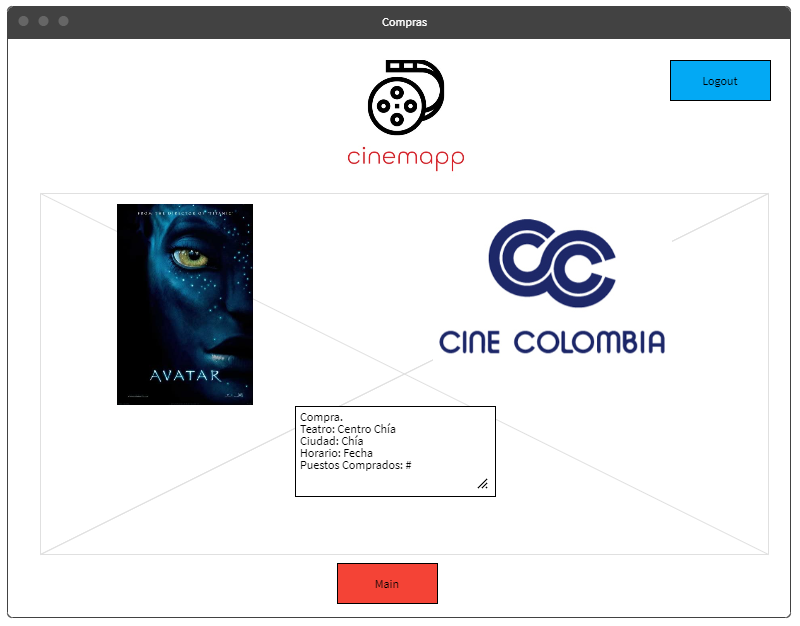 Compras
Logout
cinemapp
FROM THE DIRECTOR OF "TITANIC"
AVATAR
CINE COLOMBIA
Compra.
Teatro: Centro Chía
Ciudad: Chía
Horario: Fecha
Puestos Comprados: #
Main